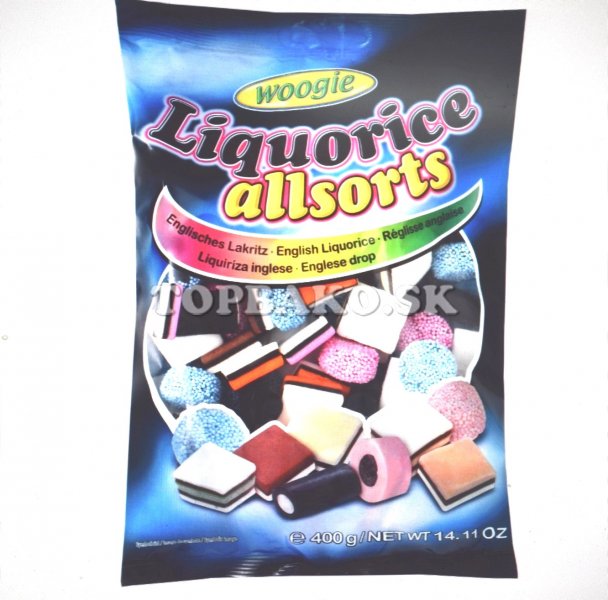 woogie
Liquorice
allsorts
Englisches Lakritz · English Liquorice · Réglisse anglaise
Liquiriza inglese · Englese drop
TOPBAKO.SK
℮ 400 g / NET WT 14.11 OZ